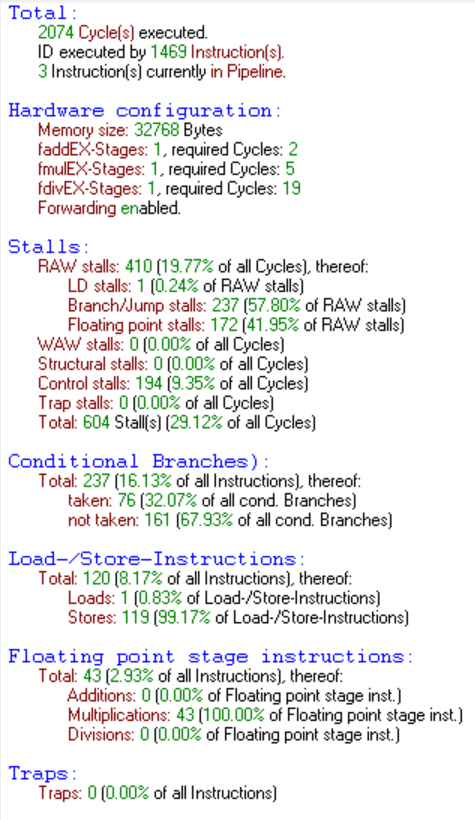 Total:
2074 Cycle(s) executed.
ID executed by 1469 Instruction(s).
3 Instruction(s) currently in Pipeline.
Hardware configuration:
Memory size: 32768 Bytes
faddEX-Stages: 1, required Cycles: 2
fmulEX-Stages: 1, required Cycles: 5
fdivEX-Stages: 1, required Cycles: 19
Forwarding enabled.
Stalls:
RAW stalls: 410 (19.77% of all Cycles), thereof:
LD stalls: 1 (0.24% of RAW stalls)
Branch/Jump stalls: 237 (57.80% of RAW stalls)
Floating point stalls: 172 (41.95% of RAW stalls)
WAW stalls: 0 (0.00% of all Cycles)
Structural stalls: 0 (0.00% of all Cycles)
Control stalls: 194 (9.35% of all Cycles)
Trap stalls: 0 (0.00% of all Cycles)
Total: 604 Stall(s) (29.12% of all Cycles)
Conditional Branches):
Total: 237 (16.13% of all Instructions), thereof:
taken: 76 (32.07% of all cond. Branches)
not taken: 161 (67.93% of all cond. Branches)
Load-/Store-Instructions:
Total: 120 (8.17% of all Instructions), thereof:
Loads: 1 (0.83% of Load-/Store-Instructions)
Stores: 119 (99.17% of Load-/Store-Instructions)
Floating point stage instructions:
Total: 43 (2.93% of all Instructions), thereof:
Additions: 0 (0.00% of Floating point stage inst.)
Multiplications: 43 (100.00% of Floating point stage inst.)
Divisions: 0 (0.00% of Floating point stage inst.)
Traps:
Traps: 0 (0.00% of all Instructions)